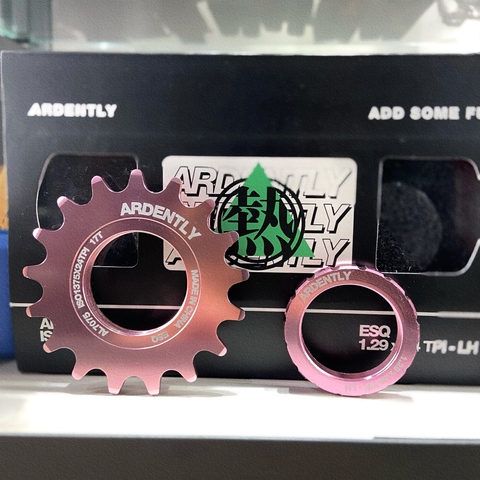 ARDENTLY
ADD SOME FU
ARDENTLY
ARDENTLY
ARDENTLY
熱
ARDENTLY
AL7075 ISO1375X24TPI 17T
MADE IN CHINA ESQ
ARDENTLY
ESQ
1.29 TPI-LH